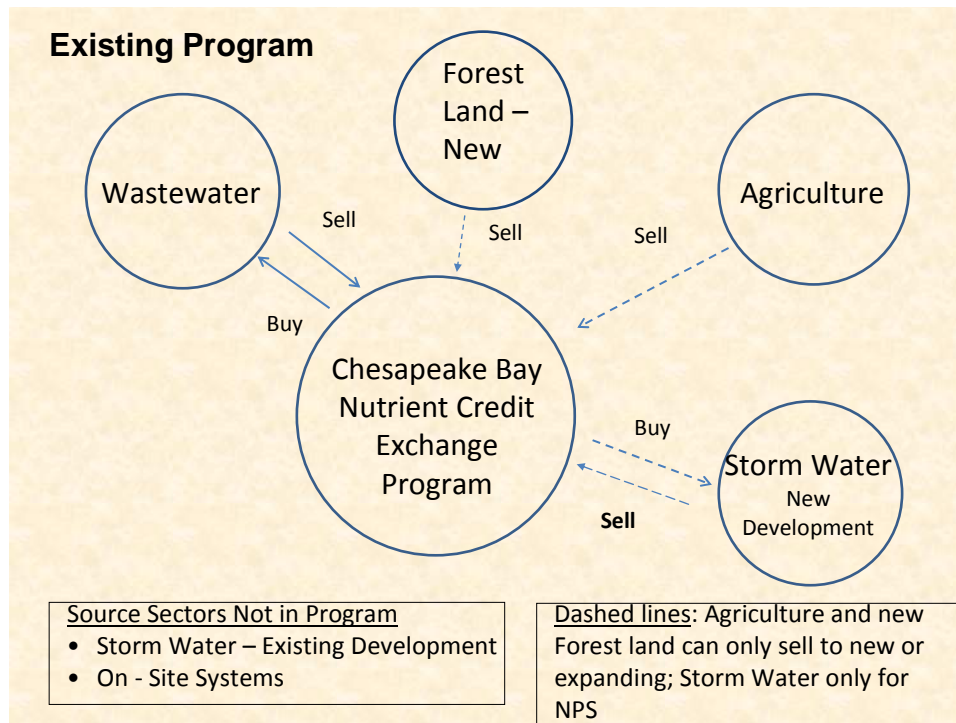 Existing Program
Forest
Land –
New
Wastewater
Agriculture
Sell
Sell
Sell
Buy
Chesapeake Bay
Nutrient Credit
Exchange
Program
Buy
Storm Water
New
Development
Sell
Source Sectors Not in Program
• Storm Water – Existing Development
• On - Site Systems
Dashed lines: Agriculture and new
Forest land can only sell to new or
expanding; Storm Water only for
NPS